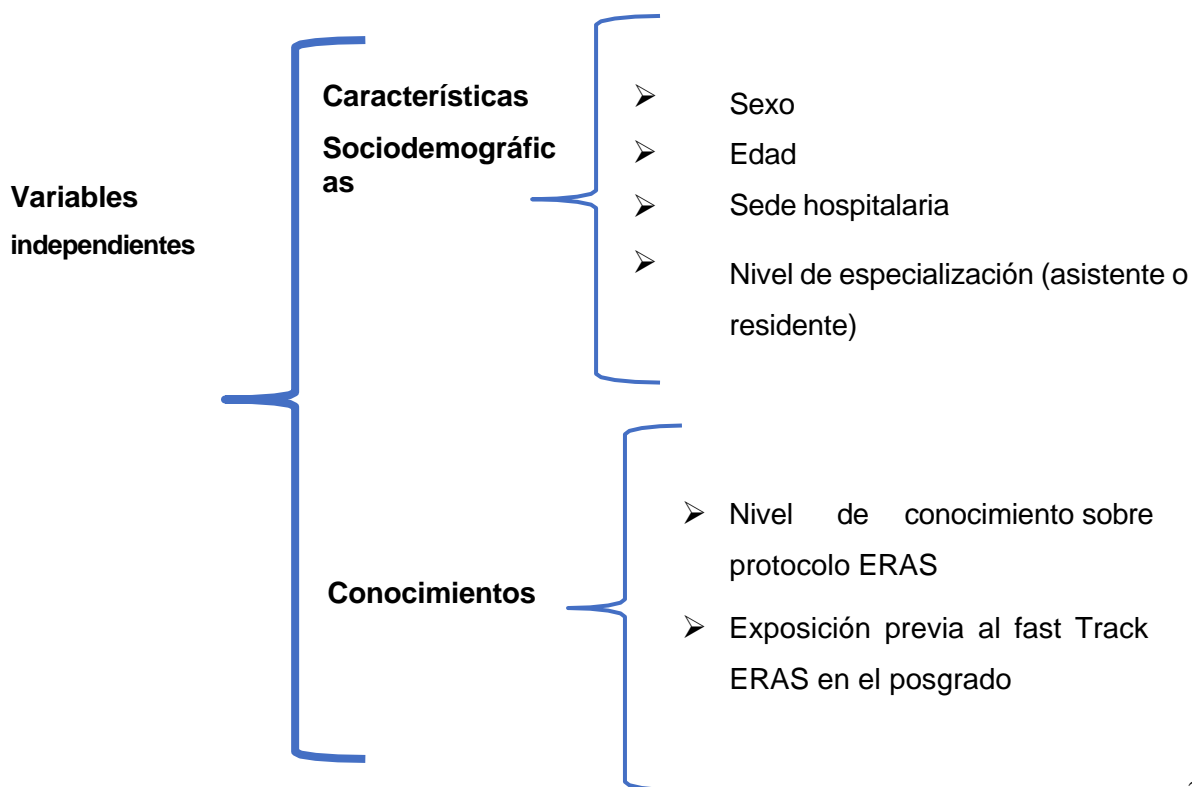 Variables
independientes
Características
Sociodemográfic
as
➢ Sexo
➢ Edad
➢ Sede hospitalaria
➢ Nivel de especialización (asistente o
residente)
Conocimientos
➢ Nivel de conocimiento sobre
protocolo ERAS
➢ Exposición previa al fast Track
ERAS en el posgrado